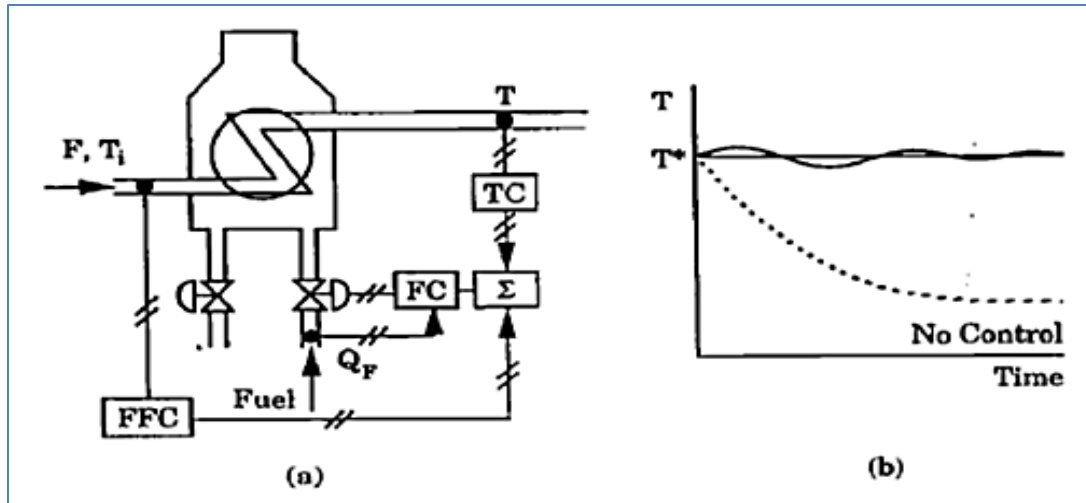 T
F, Tᵢ
TC
FC
Σ
Q_F
Fuel
FFC
(a)
T
T*
No Control
Time
(b)